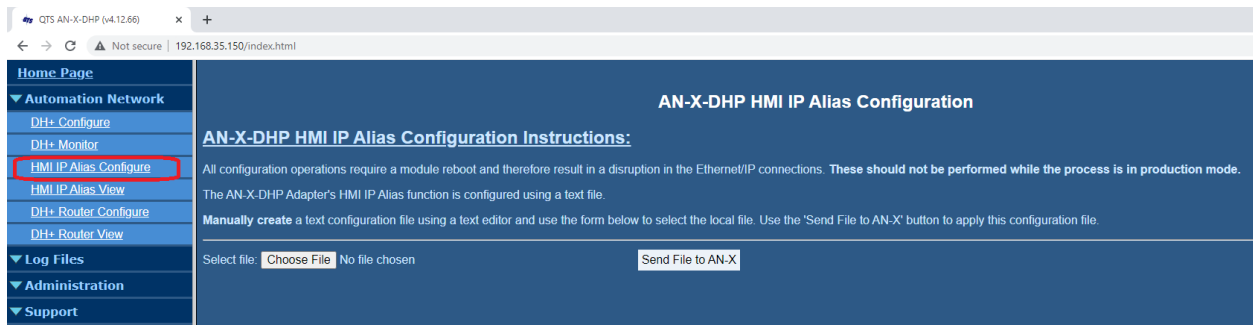 QTS AN-X-DHP (v4.12.66)
Not secure | 192.168.35.150/index.html
Home Page
Automation Network
DH+ Configure
DH+ Monitor
HMI IP Alias Configure
HMI IP Alias View
DH+ Router Configure
DH+ Router View
Log Files
Administration
Support
AN-X-DHP HMI IP Alias Configuration
AN-X-DHP HMI IP Alias Configuration Instructions:
All configuration operations require a module reboot and therefore result in a disruption in the Ethernet/IP connections. These should not be performed while the process is in production mode.
The AN-X-DHP Adapter's HMI IP Alias function is configured using a text file.
Manually create a text configuration file using a text editor and use the form below to select the local file. Use the 'Send File to AN-X' button to apply this configuration file.
Select file: Choose File No file chosen Send File to AN-X